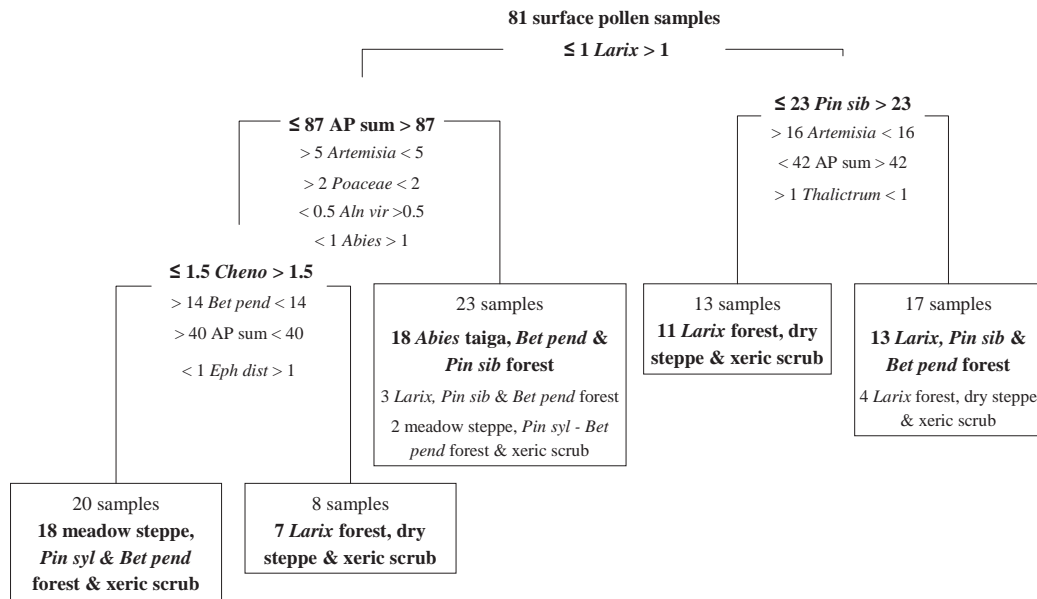 81 surface pollen samples
≤ 1 Larix > 1
≤ 87 AP sum > 87
> 5 Artemisia < 5
> 2 Poaceae < 2
< 0.5 Aln vir >0.5
< 1 Abies > 1
≤ 23 Pin sib > 23
> 16 Artemisia < 16
< 42 AP sum > 42
> 1 Thalictrum < 1
≤ 1.5 Cheno > 1.5
> 14 Bet pend < 14
> 40 AP sum < 40
< 1 Eph dist > 1
23 samples
18 Abies taiga, Bet pend &
Pin sib forest
3 Larix, Pin sib & Bet pend forest
2 meadow steppe, Pin syl - Bet
pend forest & xeric scrub
13 samples
11 Larix forest, dry
steppe & xeric scrub
17 samples
13 Larix, Pin sib &
Bet pend forest
4 Larix forest, dry steppe
& xeric scrub
20 samples
18 meadow steppe,
Pin syl & Bet pend
forest & xeric scrub
8 samples
7 Larix forest, dry
steppe & xeric scrub